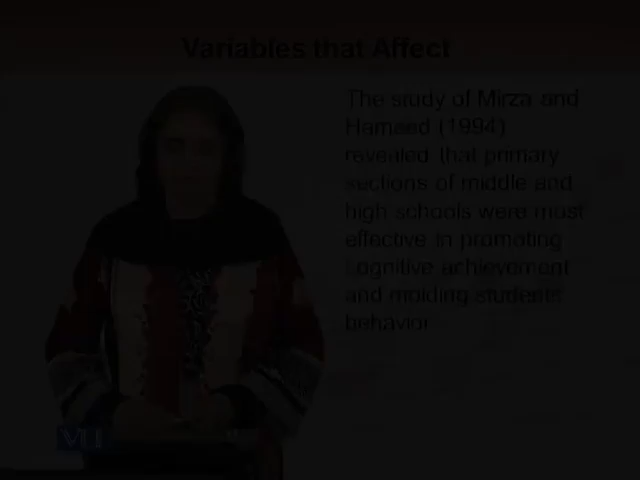 Variables that Affect
The study of Mirza and
Hameed (1994)
revealed that primary
sections of middle and
high schools were most
effective in promoting
cognitive achievement
and molding students
behavior
VU